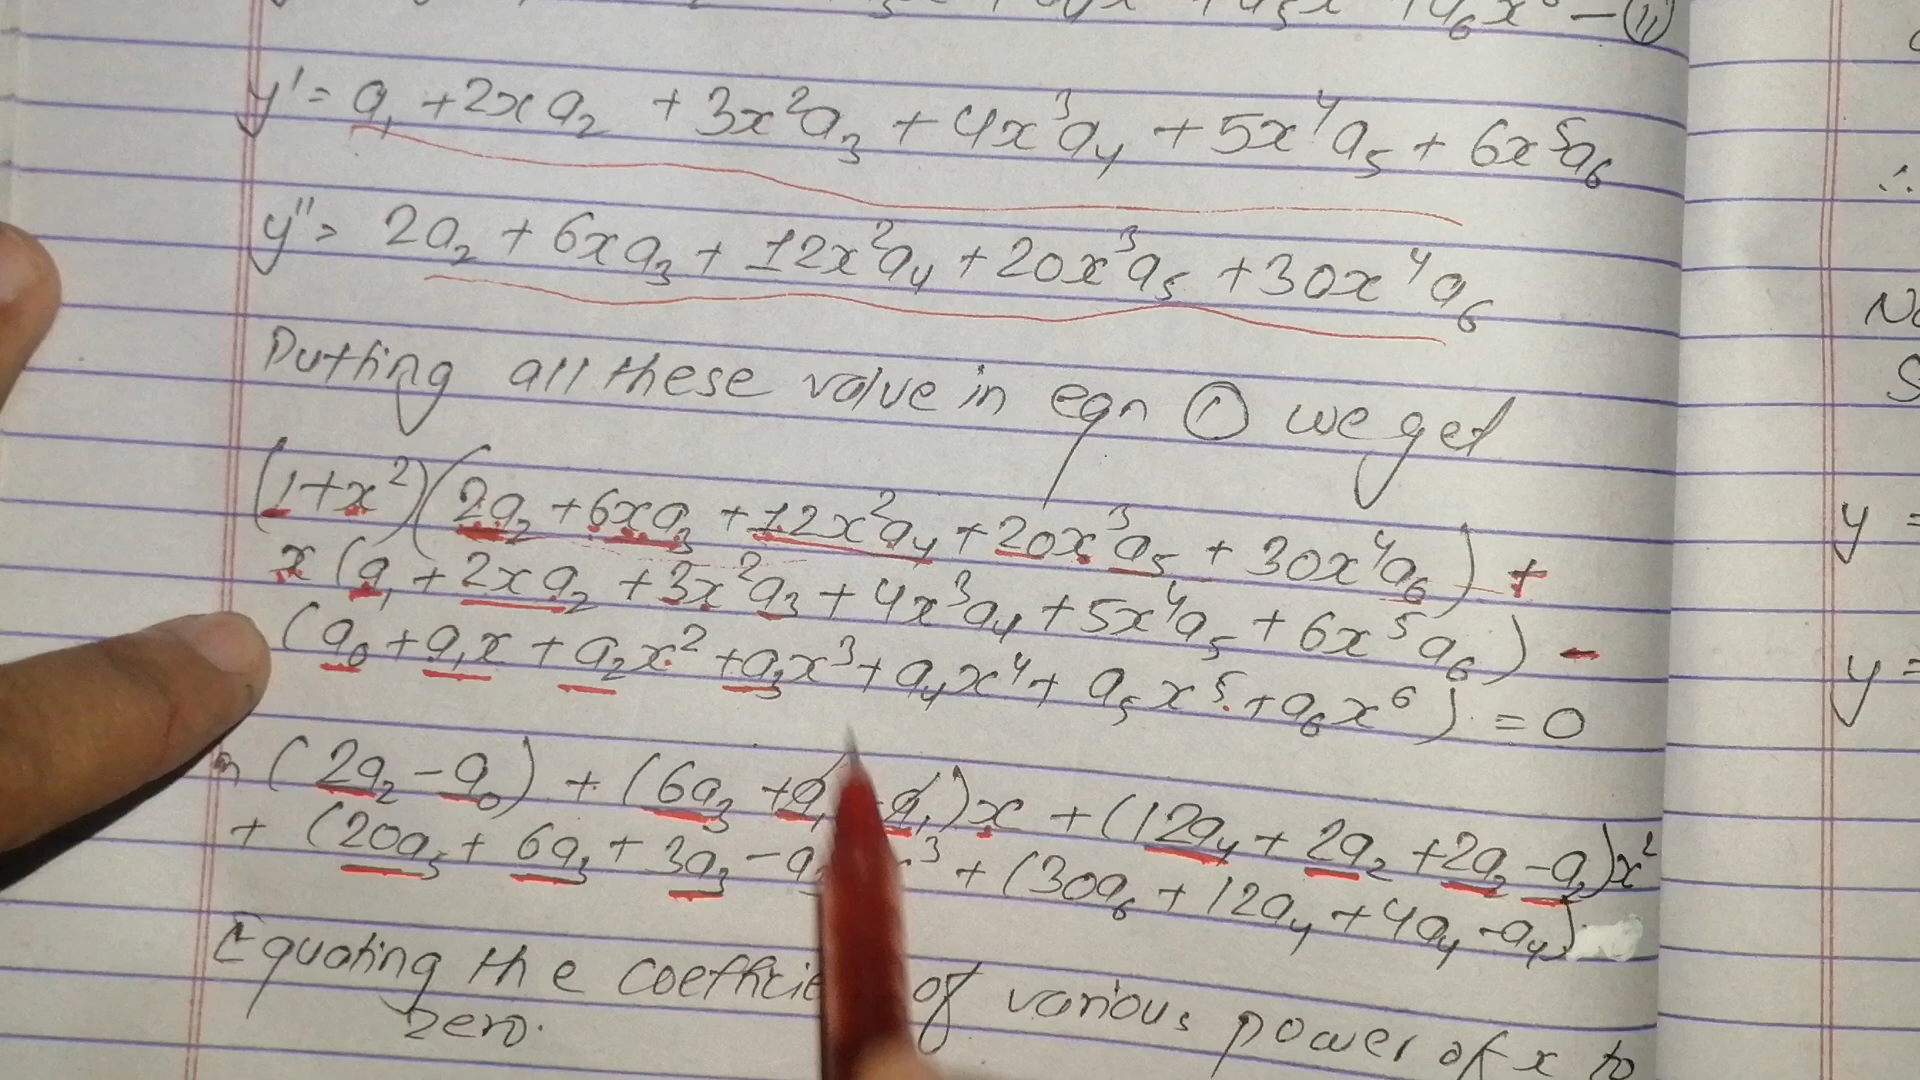 + a₆x⁶ — (11)
y' = a₁ + 2xa₂ + 3x²a₃ + 4x³a₄ + 5x⁴a₅ + 6x⁵a₆
y'' = 2a₂ + 6xa₃ + 12x²a₄ + 20x³a₅ + 30x⁴a₆
Putting all these value in eqn ① we get
(1+x²)(2a₂ + 6xa₃ + 12x²a₄ + 20x³a₅ + 30x⁴a₆) +
x(a₁ + 2xa₂ + 3x²a₃ + 4x³a₄ + 5x⁴a₅ + 6x⁵a₆) -
(a₀ + a₁x + a₂x² + a₃x³ + a₄x⁴ + a₅x⁵ + a₆x⁶) = 0
(2a₂ - a₀) + (6a₃ + a₁ - a₁)x + (12a₄ + 2a₂ + 2a₂ - a₂)x²
+ (20a₅ + 6a₃ + 3a₃ - a₃ ³ + (30a₆ + 12a₄ + 4a₄ - a₄)
Equating the of various power of x to
zero.
∴
y =
y =